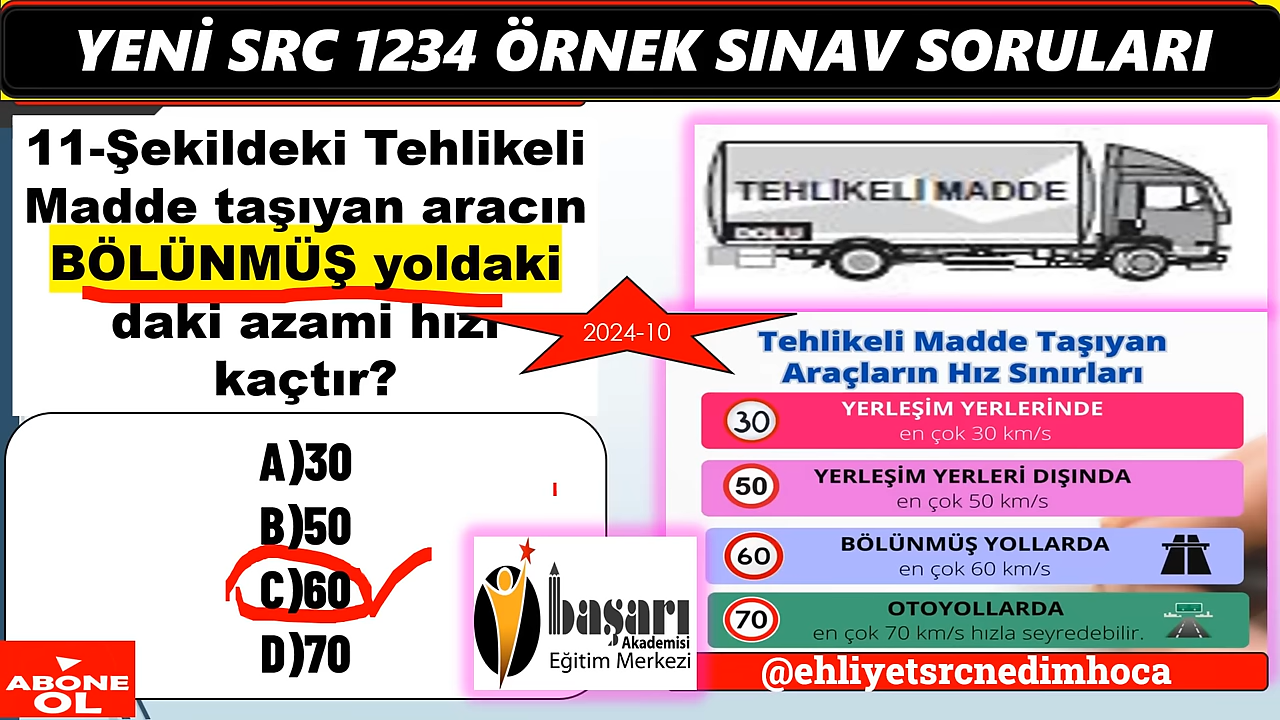 YENİ SRC 1234 ÖRNEK SINAV SORULARI
11-Şekildeki Tehlikeli
Madde taşıyan aracın
BÖLÜNMÜŞ yoldaki
daki azami hızı
kaçtır?
A)30
B)50
C)60
D)70
2024-10
TEHLİKELİ MADDE
DOLU
Tehlikeli Madde Taşıyan
Araçların Hız Sınırları
30
YERLEŞİM YERLERİNDE
en çok 30 km/s
50
YERLEŞİM YERLERİ DIŞINDA
en çok 50 km/s
60
BÖLÜNMÜŞ YOLLARDA
en çok 60 km/s
70
OTOYOLLARDA
en çok 70 km/s hızla seyredebilir.
başarı
Akademisi
Eğitim Merkezi
@ehliyetsrcnedimhoca
ABONE
OL